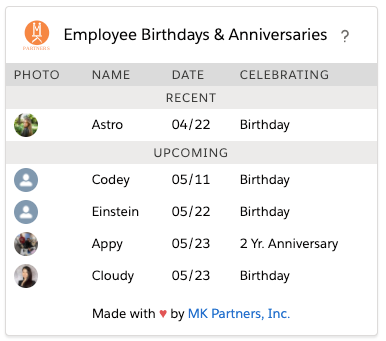 MK
PARTNERS
Employee Birthdays & Anniversaries ?
PHOTO NAME DATE CELEBRATING
RECENT
Astro 04/22 Birthday
UPCOMING
Codey 05/11 Birthday
Einstein 05/22 Birthday
Appy 05/23 2 Yr. Anniversary
Cloudy 05/23 Birthday
Made with ♥ by MK Partners, Inc.